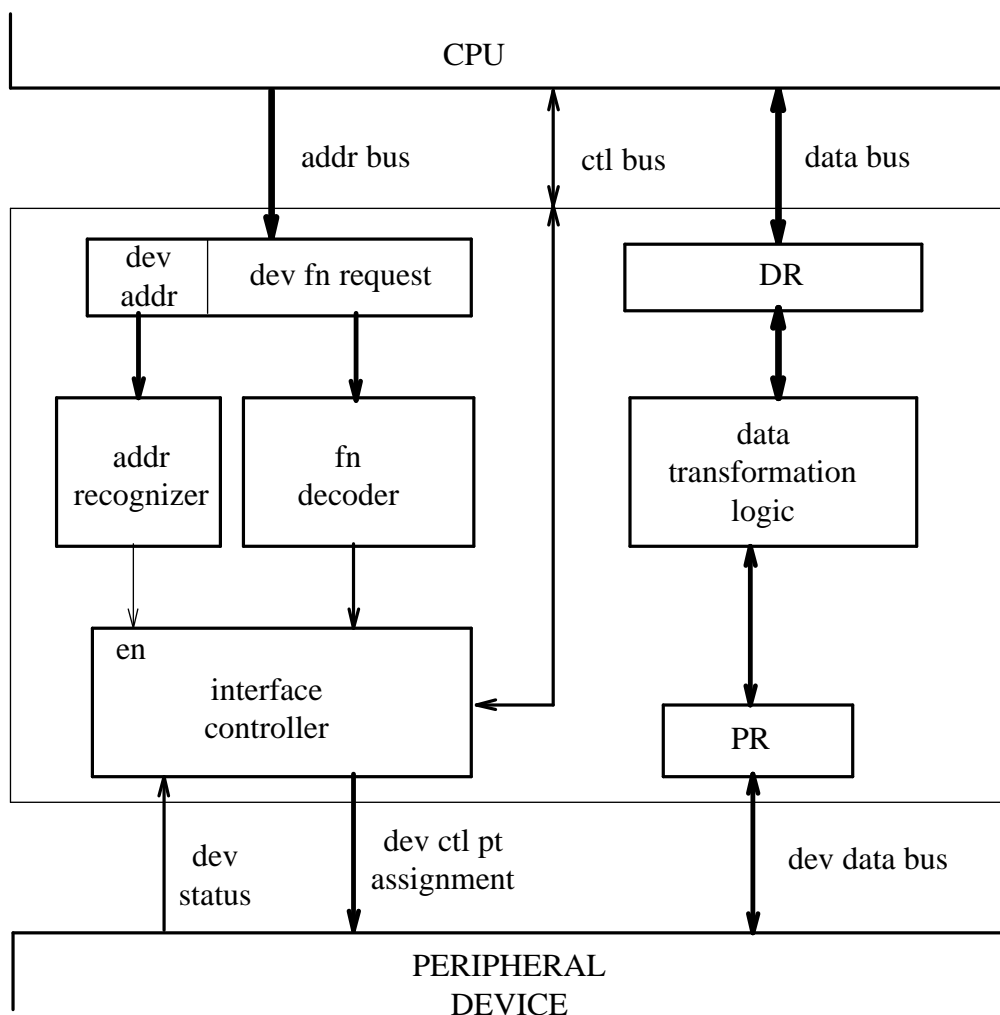 CPU
addr bus
ctl bus
data bus
dev
addr
dev fn request
DR
addr
recognizer
fn
decoder
data
transformation
logic
en
interface
controller
PR
dev
status
dev ctl pt
assignment
dev data bus
PERIPHERAL
DEVICE